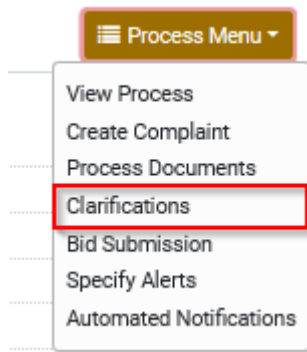 Process Menu
View Process
Create Complaint
Process Documents
Clarifications
Bid Submission
Specify Alerts
Automated Notifications